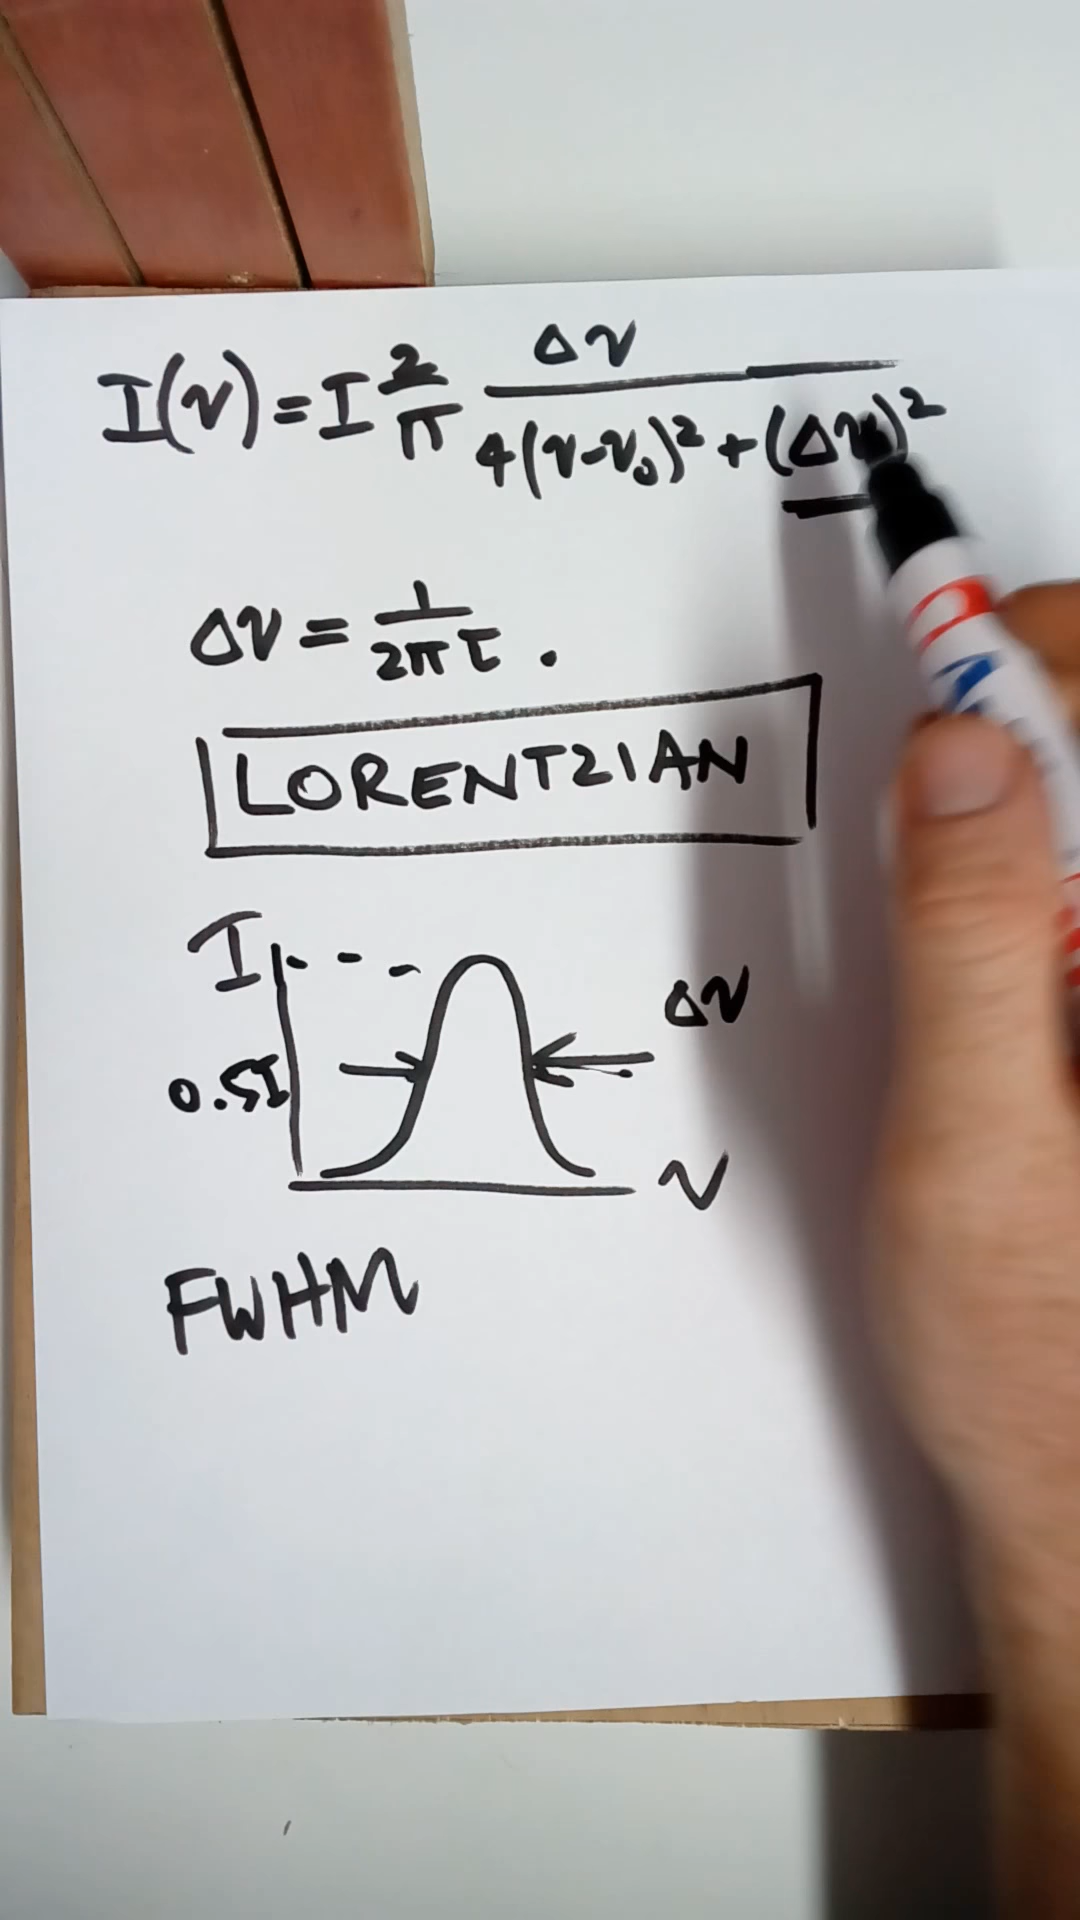 I(ν) = I 2/π Δν / 4(ν-ν₀)² + (Δν)²
Δν = 1/2πτ .
LORENTZIAN
I
Δν
0.5I
ν
FWHM